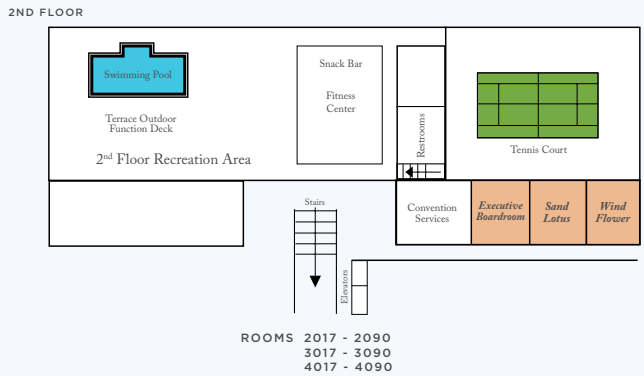 2ND FLOOR
Swimming Pool
Terrace Outdoor
Function Deck
2nd Floor Recreation Area
Snack Bar
Fitness
Center
Restrooms
Tennis Court
Stairs
Convention
Services
Executive
Boardroom
Sand
Lotus
Wind
Flower
Elevators
ROOMS 2017 - 2090
3017 - 3090
4017 - 4090